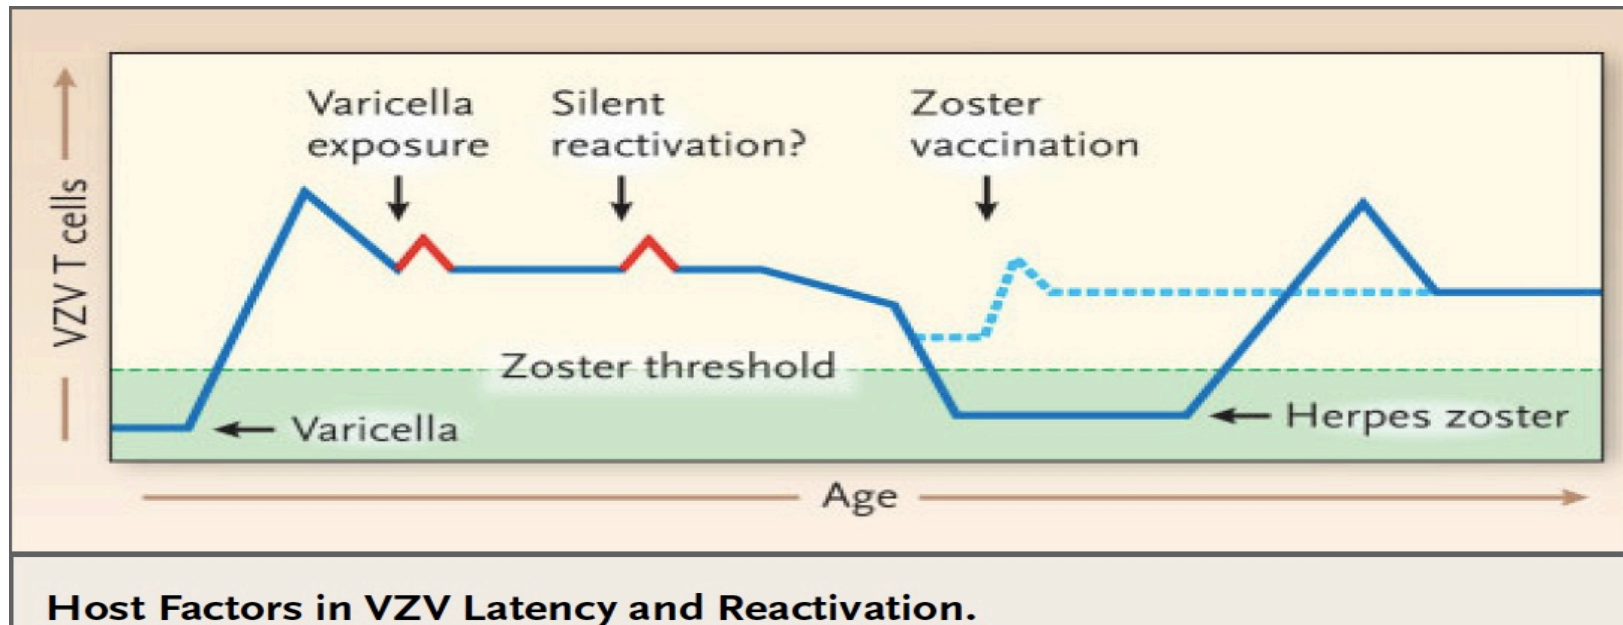 Varicella
exposure
Silent
reactivation?
Zoster
vaccination
VZV T cells
Zoster threshold
Varicella
Herpes zoster
Age
Host Factors in VZV Latency and Reactivation.